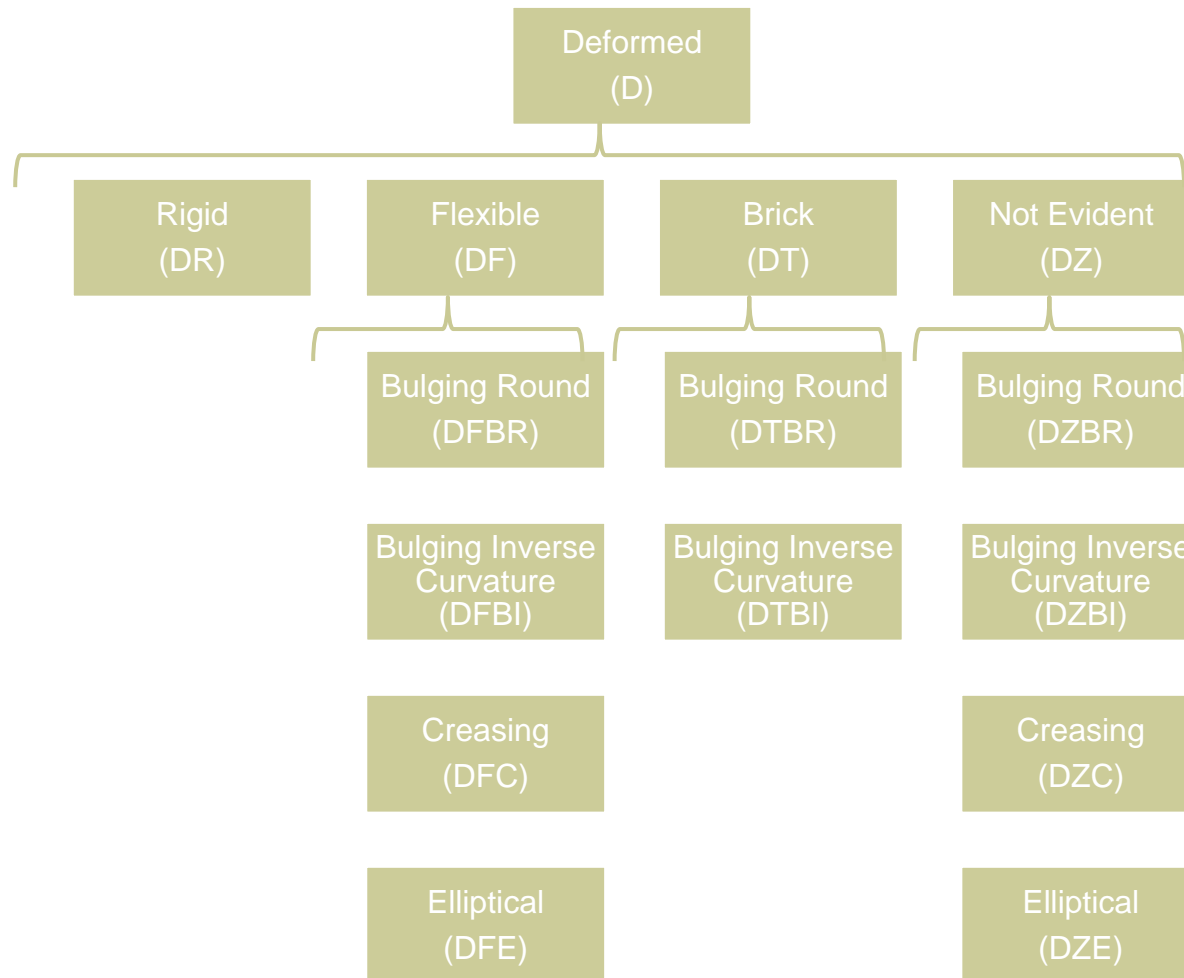 Deformed
(D)
Rigid
(DR)
Flexible
(DF)
Brick
(DT)
Not Evident
(DZ)
Bulging Round
(DFBR)
Bulging Round
(DTBR)
Bulging Round
(DZBR)
Bulging Inverse
Curvature
(DFBI)
Bulging Inverse
Curvature
(DTBI)
Bulging Inverse
Curvature
(DZBI)
Creasing
(DFC)
Creasing
(DZC)
Elliptical
(DFE)
Elliptical
(DZE)